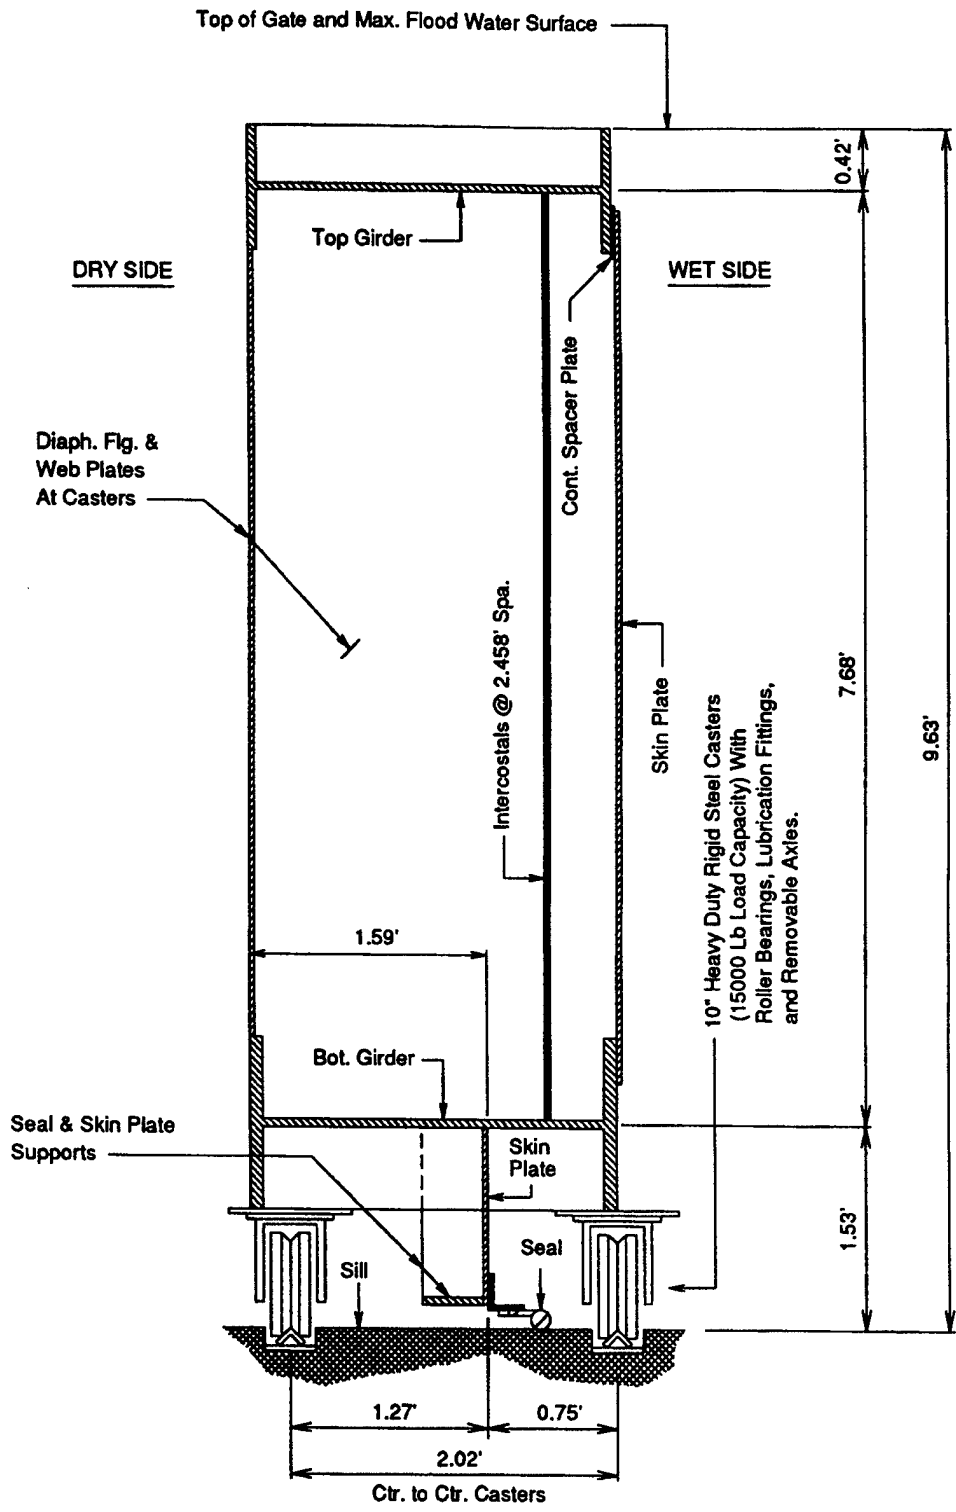 Top of Gate and Max. Flood Water Surface
0.42'
Top Girder
DRY SIDE
WET SIDE
Cont. Spacer Plate
Diaph. Flg. &
Web Plates
At Casters
Intercostals @ 2.458' Spa.
Skin Plate
7.68'
9.63'
10" Heavy Duty Rigid Steel Casters
(15000 Lb Load Capacity) With
Roller Bearings, Lubrication Fittings,
and Removable Axles.
1.59'
Bot. Girder
Seal & Skin Plate
Supports
Skin
Plate
1.53'
Seal
Sill
1.27'
0.75'
2.02'
Ctr. to Ctr. Casters